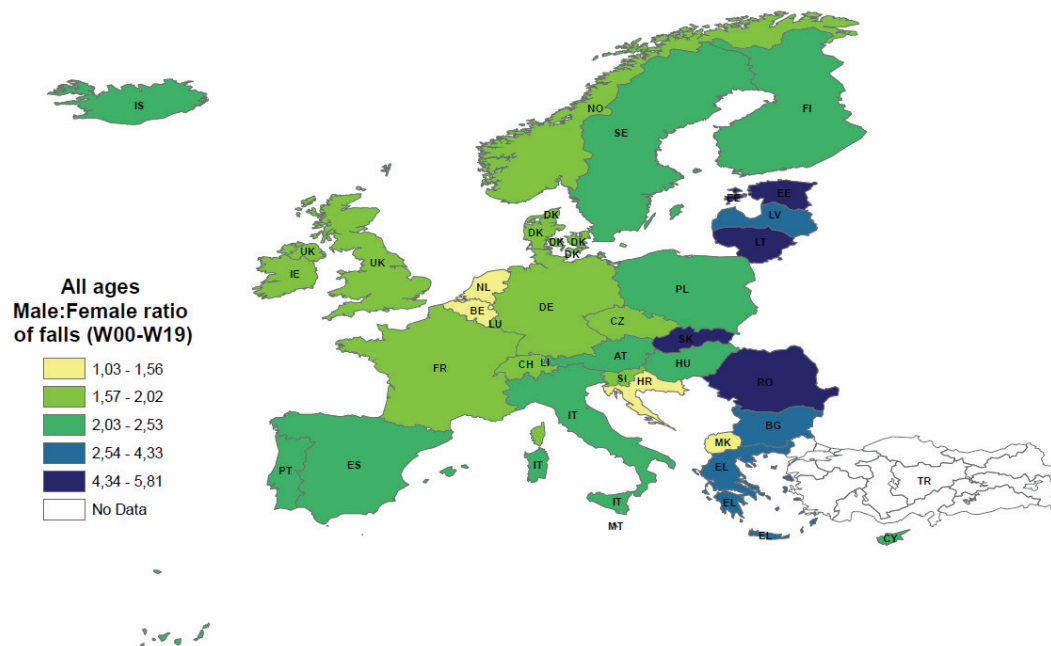 IS
NO
SE
FI
EE
EE
LV
LT
DK
DK
DK
DK
DK
UK
UK
IE
NL
BE
LU
DE
PL
CZ
SK
FR
CH
LI
AT
HU
SI
HR
RO
IT
BG
MK
PT
ES
IT
IT
MT
EL
EL
EL
TR
CY
All ages
Male:Female ratio
of falls (W00-W19)
1,03 - 1,56
1,57 - 2,02
2,03 - 2,53
2,54 - 4,33
4,34 - 5,81
No Data